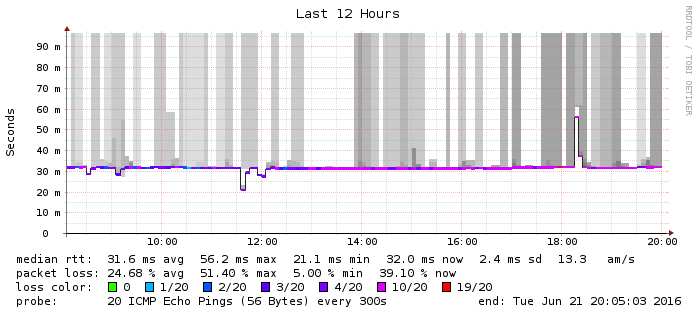 Last 12 Hours
RRDTOOL / TOBI OETIKER
Seconds
90 m
80 m
70 m
60 m
50 m
40 m
30 m
20 m
10 m
0
10:00 12:00 14:00 16:00 18:00 20:00
median rtt: 31.6 ms avg 56.2 ms max 21.1 ms min 32.0 ms now 2.4 ms sd 13.3 am/s
packet loss: 24.68 % avg 51.40 % max 5.00 % min 39.10 % now
loss color: 0 1/20 2/20 3/20 4/20 10/20 19/20
probe: 20 ICMP Echo Pings (56 Bytes) every 300s end: Tue Jun 21 20:05:03 2016